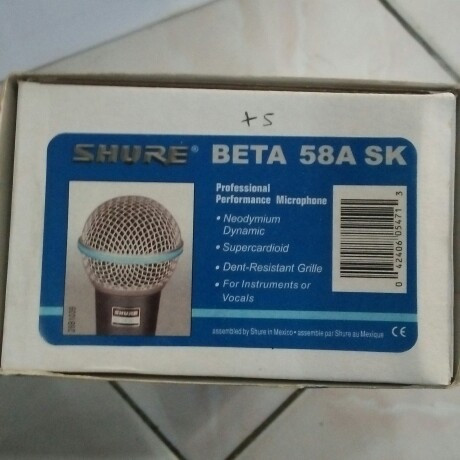 +5
SHURE® BETA 58A SK
Professional
Performance Microphone
• Neodymium
Dynamic
• Supercardioid
• Dent-Resistant Grille
• For Instruments or
Vocals
SHURE
0 42406 05471 3
assembled by Shure in Mexico • assemble par Shure au Mexique CE